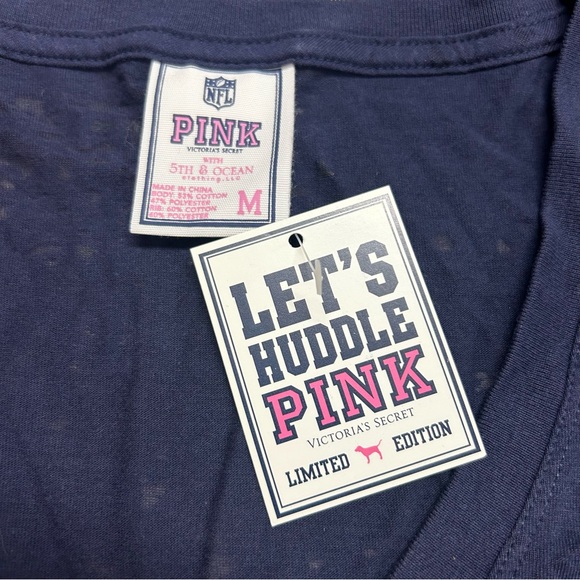 NFL
PINK
VICTORIA'S SECRET
WITH
5TH & OCEAN
clothing, LLC
MADE IN CHINA
BODY: 53% COTTON
47% POLYESTER
RIB: 60% COTTON
40% POLYESTER
M
LET'S
HUDDLE
PINK
VICTORIA'S SECRET
LIMITED EDITION